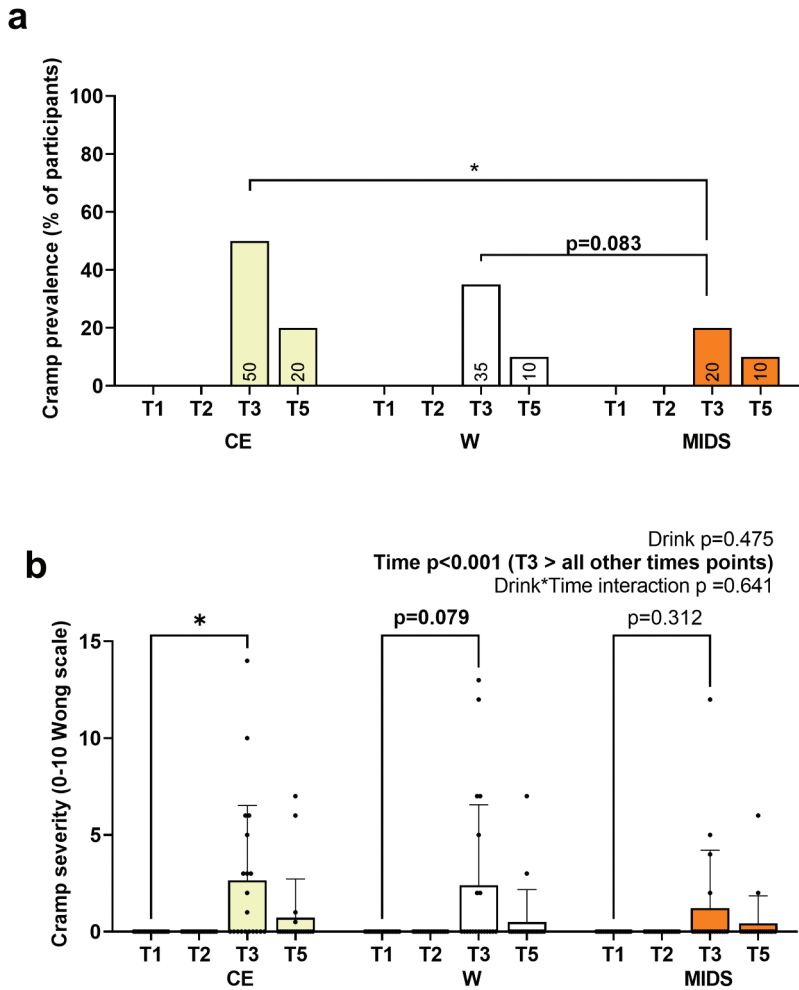 a
Cramp prevalence (% of participants)
100
80
60
40
20
0
*
p=0.083
50
20
35
10
20
10
T1 T2 T3 T5 T1 T2 T3 T5 T1 T2 T3 T5
CE W MIDS
b
Drink p=0.475
Time p<0.001 (T3 > all other times points)
Drink*Time interaction p =0.641
Cramp severity (0-10 Wong scale)
15
10
5
0
*
p=0.079
p=0.312
T1 T2 T3 T5 T1 T2 T3 T5 T1 T2 T3 T5
CE W MIDS